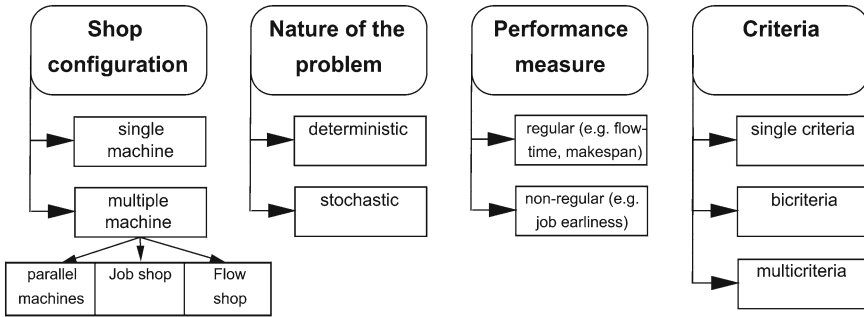 Shop
configuration
single
machine
multiple
machine
parallel
machines
Job shop
Flow
shop
Nature of the
problem
deterministic
stochastic
Performance
measure
regular (e.g. flow-
time, makespan)
non-regular (e.g.
job earliness)
Criteria
single criteria
bicriteria
multicriteria